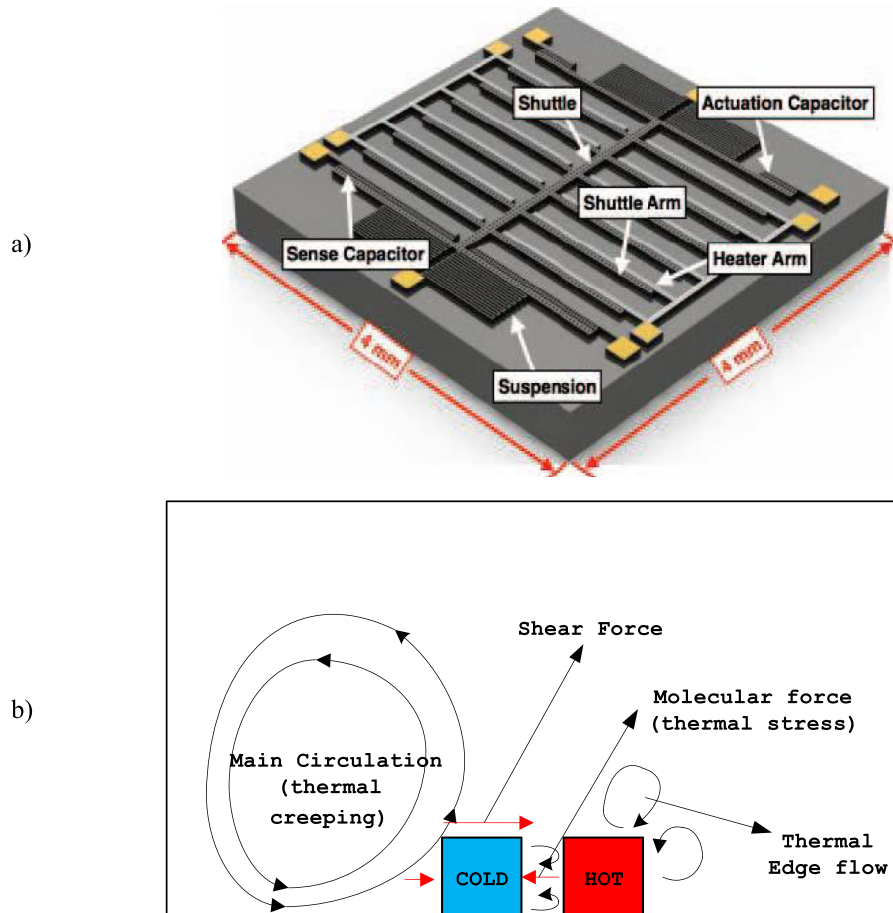 a)
Shuttle
Actuation Capacitor
Shuttle Arm
Sense Capacitor
Heater Arm
Suspension
4 mm
4 mm
b)
Shear Force
Molecular force
(thermal stress)
Main Circulation
(thermal
creeping)
Thermal
Edge flow
COLD
HOT